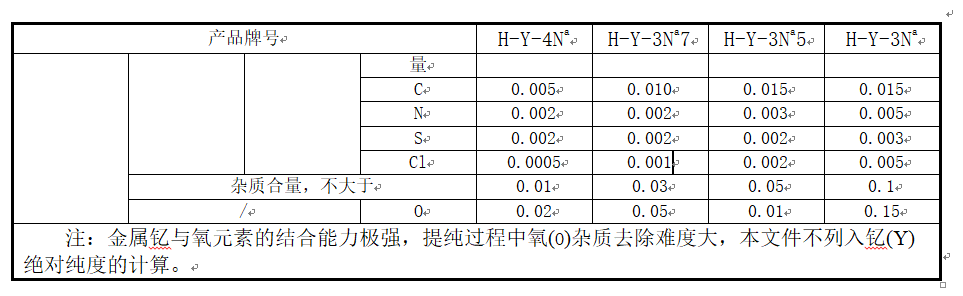 产品牌号 H-Y-4Nª H-Y-3Nª7 H-Y-3Nª5 H-Y-3Nª
量
C 0.005 0.010 0.015 0.015
N 0.002 0.002 0.003 0.005
S 0.002 0.002 0.002 0.003
Cl 0.0005 0.001 0.002 0.005
杂质合量，不大于 0.01 0.03 0.05 0.1
/ O 0.02 0.05 0.01 0.15
注：金属钇与氧元素的结合能力极强，提纯过程中氧(O)杂质去除难度大，本文件不列入钇(Y)
绝对纯度的计算。